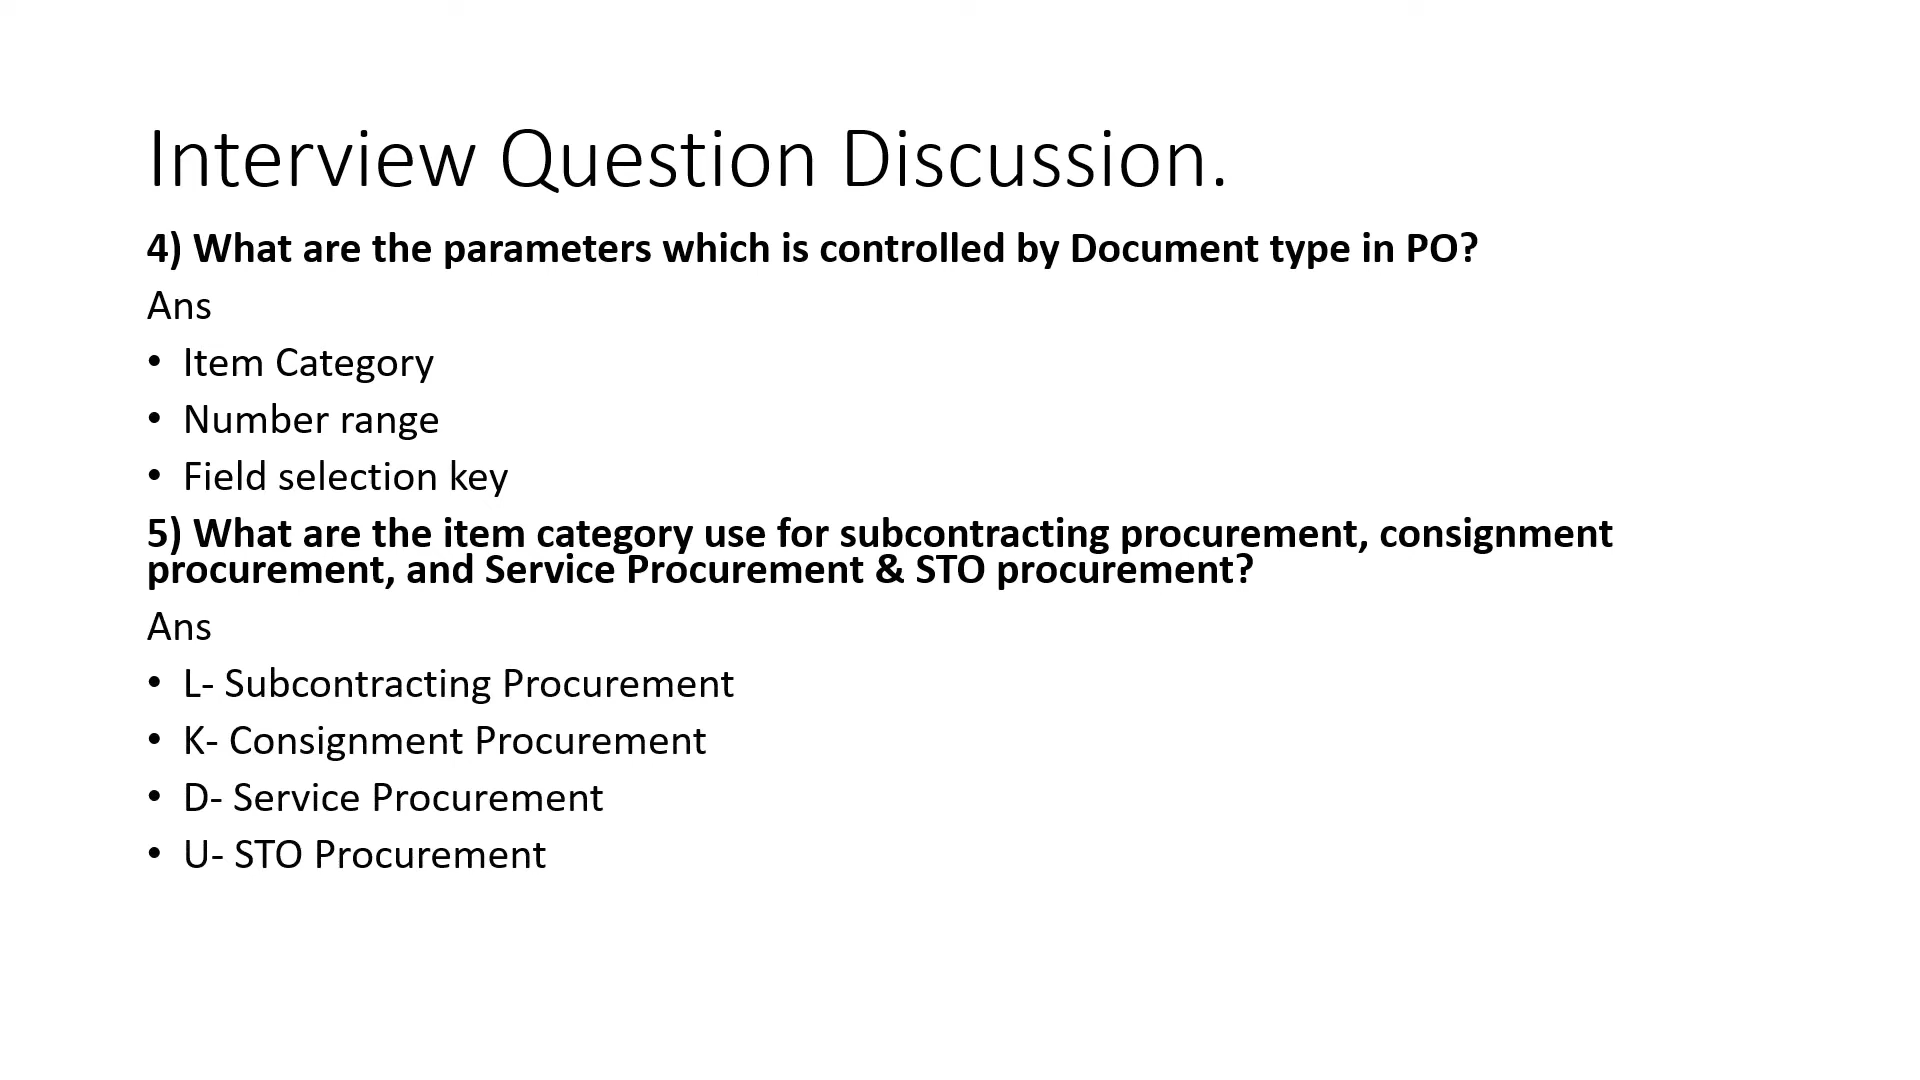 Interview Question Discussion.
4) What are the parameters which is controlled by Document type in PO?
Ans
• Item Category
• Number range
• Field selection key
5) What are the item category use for subcontracting procurement, consignment
procurement, and Service Procurement & STO procurement?
Ans
• L- Subcontracting Procurement
• K- Consignment Procurement
• D- Service Procurement
• U- STO Procurement